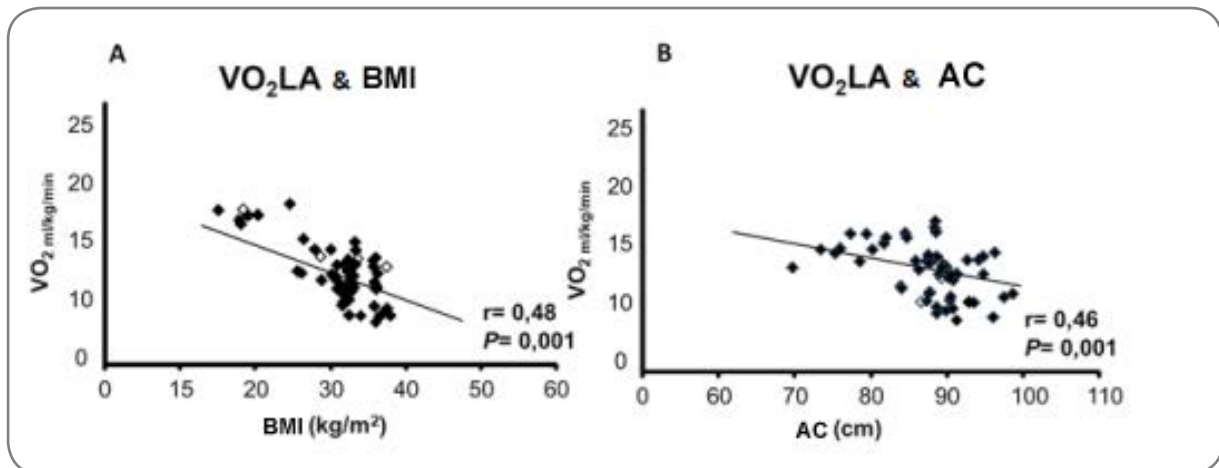 A
VO₂LA & BMI
25
20
15
10
0
VO₂ ml/kg/min
r= 0,48
P= 0,001
0 15 20 30 40 50 60
BMI (kg/m²)
B
VO₂LA & AC
25
20
15
10
0
VO₂ ml/kg/min
r= 0,46
P= 0,001
0 60 70 80 90 100 110
AC (cm)